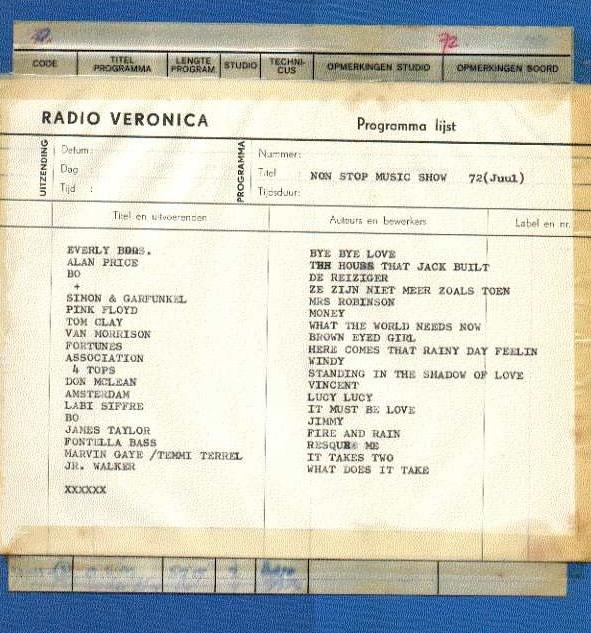 72
CODE TITEL PROGRAMMA LENGTE PROGRAM. STUDIO TECHNI-CUS OPMERKINGEN STUDIO OPMERKINGEN BOORD
RADIO VERONICA Programma lijst
UITZENDING
Datum:
Dag :
Tijd :
PROGRAMMA
Nummer:
Titel : NON STOP MUSIC SHOW 72(Juul)
Tijdsduur:
Titel en uitvoerenden Auteurs en bewerkers Label en nr.
EVERLY BROS. BYE BYE LOVE
ALAN PRICE THE HOUSE THAT JACK BUILT
BO DE REIZIGER
+ ZE ZIJN NIET MEER ZOALS TOEN
SIMON & GARFUNKEL MRS ROBINSON
PINK FLOYD MONEY
TOM CLAY WHAT THE WORLD NEEDS NOW
VAN MORRISON BROWN EYED GIRL
FORTUNES HERE COMES THAT RAINY DAY FEELIN
ASSOCIATION WINDY
4 TOPS STANDING IN THE SHADOW OF LOVE
DON MCLEAN VINCENT
AMSTERDAM LUCY LUCY
LABI SIFFRE IT MUST BE LOVE
BO JIMMY
JAMES TAYLOR FIRE AND RAIN
FONTELLA BASS RESQUE ME
MARVIN GAYE /TEMMI TERREL IT TAKES TWO
JR. WALKER WHAT DOES IT TAKE
XXXXXX